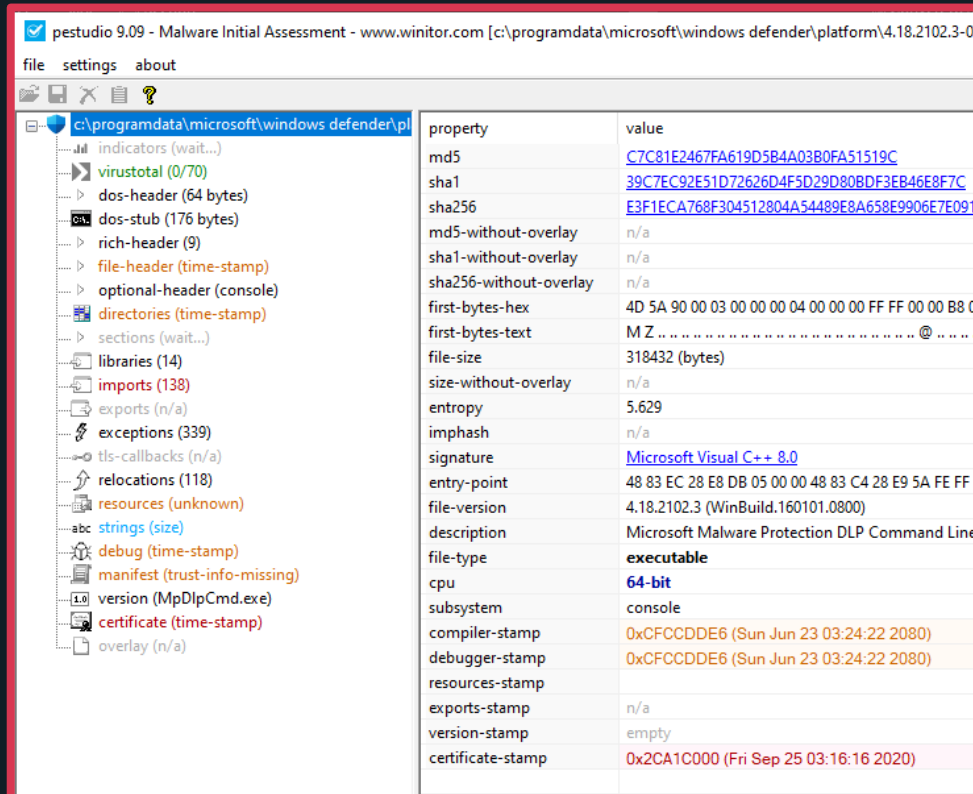 pestudio 9.09 - Malware Initial Assessment - www.winitor.com [c:\programdata\microsoft\windows defender\platform\4.18.2102.3-0
file settings about
c:\programdata\microsoft\windows defender\pl
indicators (wait...)
virustotal (0/70)
dos-header (64 bytes)
dos-stub (176 bytes)
rich-header (9)
file-header (time-stamp)
optional-header (console)
directories (time-stamp)
sections (wait...)
libraries (14)
imports (138)
exports (n/a)
exceptions (339)
tls-callbacks (n/a)
relocations (118)
resources (unknown)
abc strings (size)
debug (time-stamp)
manifest (trust-info-missing)
1.0 version (MpDlpCmd.exe)
certificate (time-stamp)
overlay (n/a)
property value
md5 C7C81E2467FA619D5B4A03B0FA51519C
sha1 39C7EC92E51D72626D4F5D29D80BDF3EB46E8F7C
sha256 E3F1ECA768F304512804A54489E8A658E9906E7E091
md5-without-overlay n/a
sha1-without-overlay n/a
sha256-without-overlay n/a
first-bytes-hex 4D 5A 90 00 03 00 00 00 04 00 00 00 FF FF 00 00 B8 0
first-bytes-text M Z .. .. .. .. .. .. .. .. .. .. .. .. .. .. .. .. .. .. .. .. .. @ .. .. ..
file-size 318432 (bytes)
size-without-overlay n/a
entropy 5.629
imphash n/a
signature Microsoft Visual C++ 8.0
entry-point 48 83 EC 28 E8 DB 05 00 00 48 83 C4 28 E9 5A FE FF
file-version 4.18.2102.3 (WinBuild.160101.0800)
description Microsoft Malware Protection DLP Command Line
file-type executable
cpu 64-bit
subsystem console
compiler-stamp 0xCFCCDDE6 (Sun Jun 23 03:24:22 2080)
debugger-stamp 0xCFCCDDE6 (Sun Jun 23 03:24:22 2080)
resources-stamp
exports-stamp n/a
version-stamp empty
certificate-stamp 0x2CA1C000 (Fri Sep 25 03:16:16 2020)